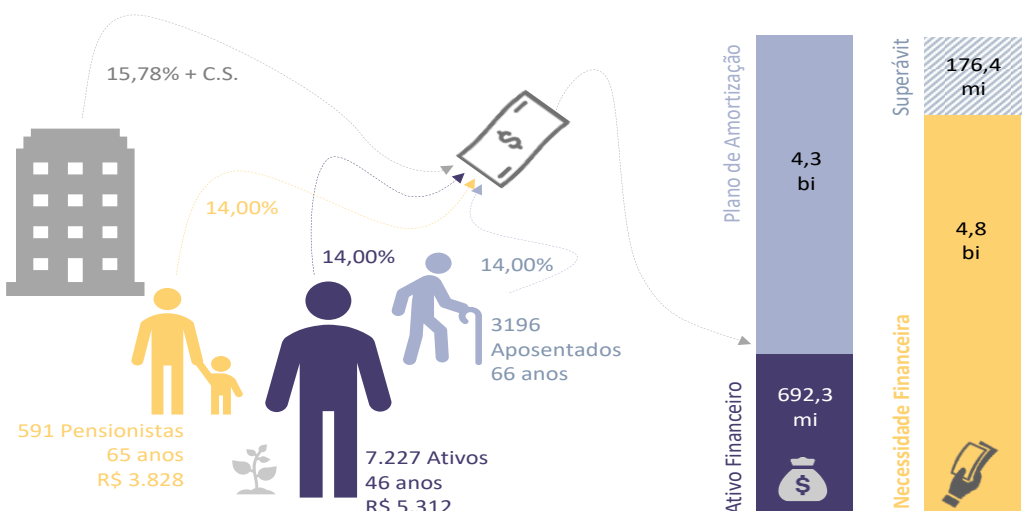 15,78% + C.S.
14,00%
14,00%
14,00%
3196
Aposentados
66 anos
591 Pensionistas
65 anos
R$ 3.828
7.227 Ativos
46 anos
R$ 5.312
Plano de Amortização
4,3
bi
Ativo Financeiro
692,3
mi
$
Superávit
176,4
mi
Necessidade Financeira
4,8
bi
$